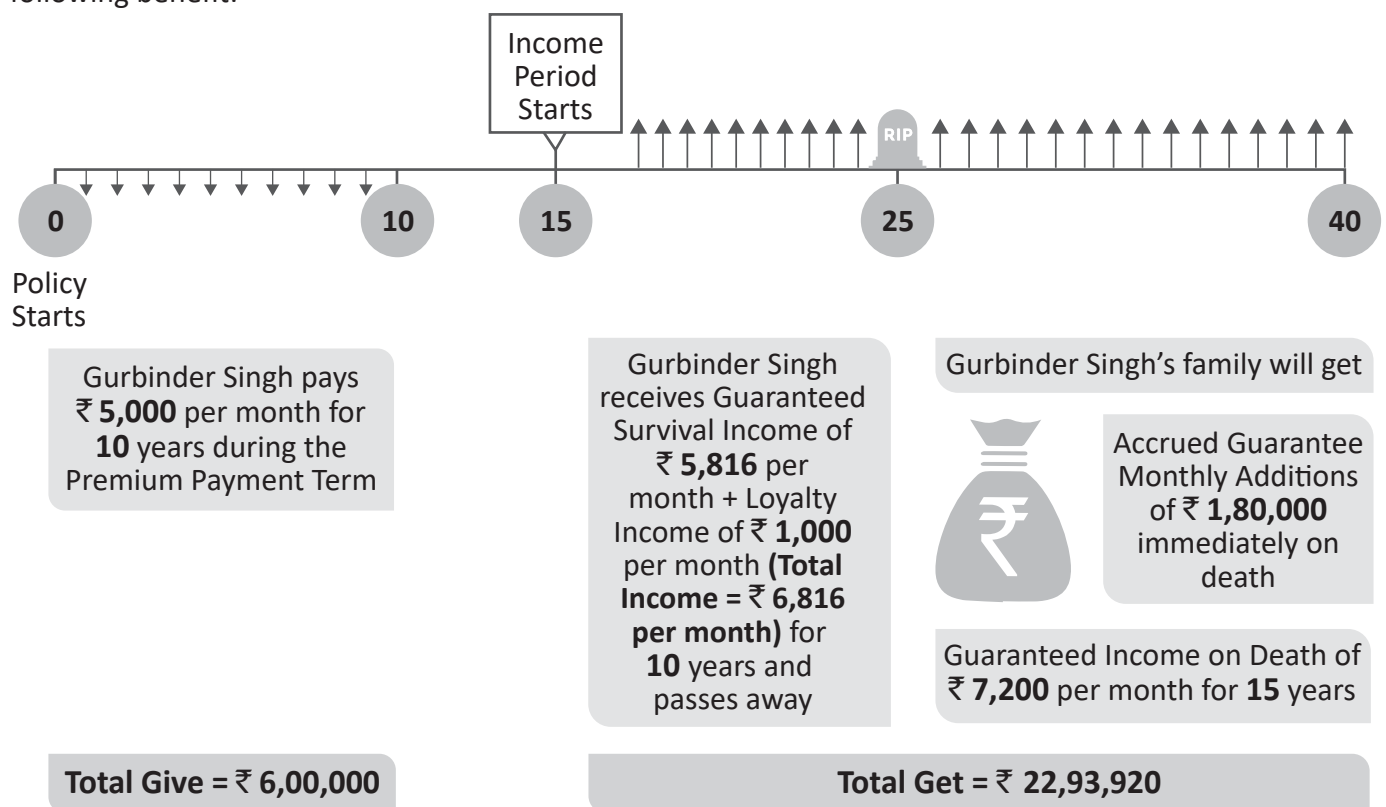 following benefit:
Income
Period
Starts
RIP
0
10
15
25
40
Policy
Starts
Gurbinder Singh pays
₹ 5,000 per month for
10 years during the
Premium Payment Term
Gurbinder Singh
receives Guaranteed
Survival Income of
₹ 5,816 per
month + Loyalty
Income of ₹ 1,000
per month (Total
Income = ₹ 6,816
per month) for
10 years and
passes away
Gurbinder Singh’s family will get
₹
Accrued Guarantee
Monthly Additions
of ₹ 1,80,000
immediately on
death
Guaranteed Income on Death of
₹ 7,200 per month for 15 years
Total Give = ₹ 6,00,000
Total Get = ₹ 22,93,920